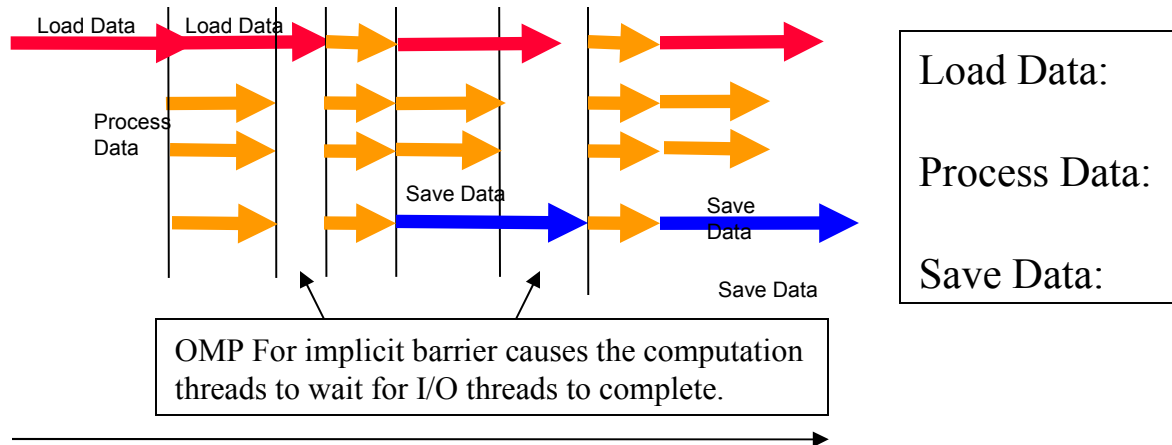 Load Data
Load Data
Process
Data
Save Data
Save
Data
Save Data
Load Data:
Process Data:
Save Data:
OMP For implicit barrier causes the computation
threads to wait for I/O threads to complete.